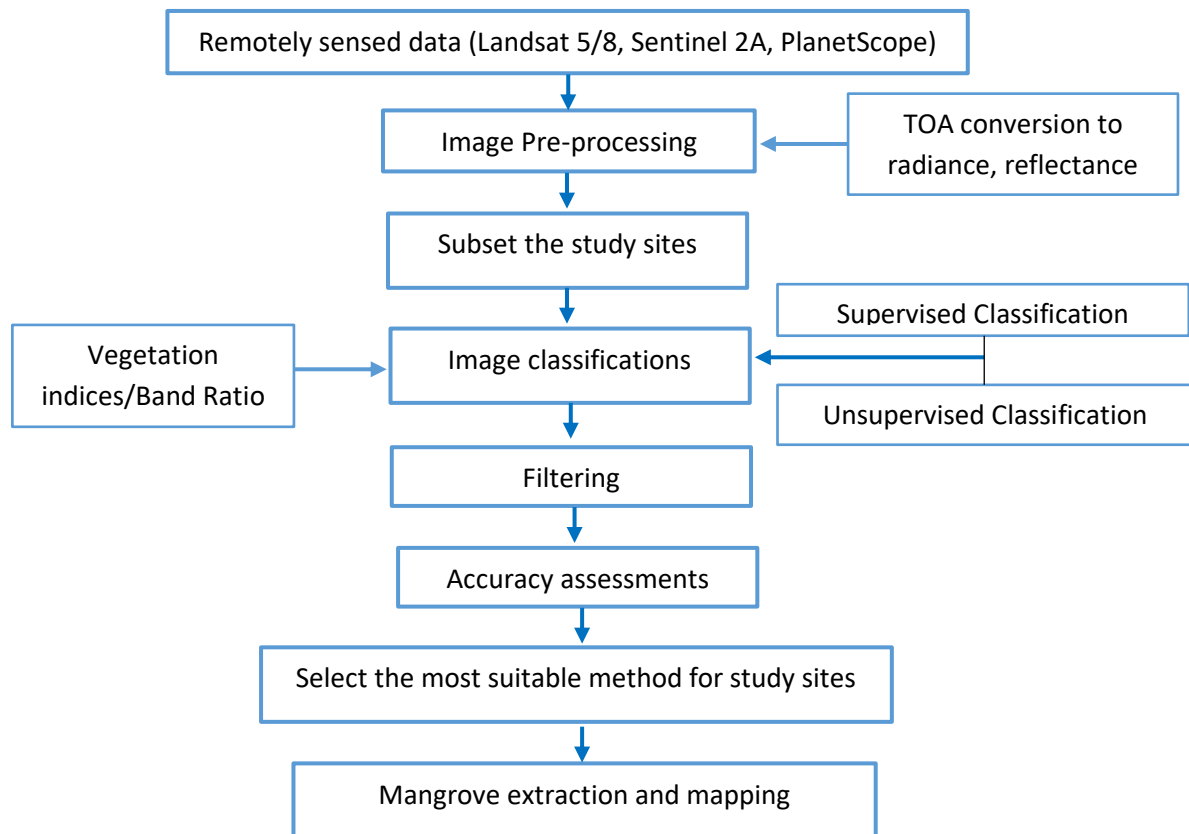 Remotely sensed data (Landsat 5/8, Sentinel 2A, PlanetScope)
Image Pre-processing
TOA conversion to
radiance, reflectance
Subset the study sites
Supervised Classification
Vegetation
indices/Band Ratio
Image classifications
Unsupervised Classification
Filtering
Accuracy assessments
Select the most suitable method for study sites
Mangrove extraction and mapping